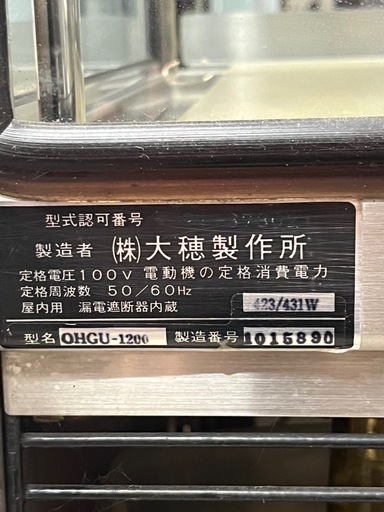 型式認可番号
製造者 ㈱大穂製作所
定格電圧100V 電動機の定格消費電力
定格周波数 50/60Hz
屋内用 漏電遮断器内蔵 423/431W
型名 OHGU-1200 製造番号 1015890